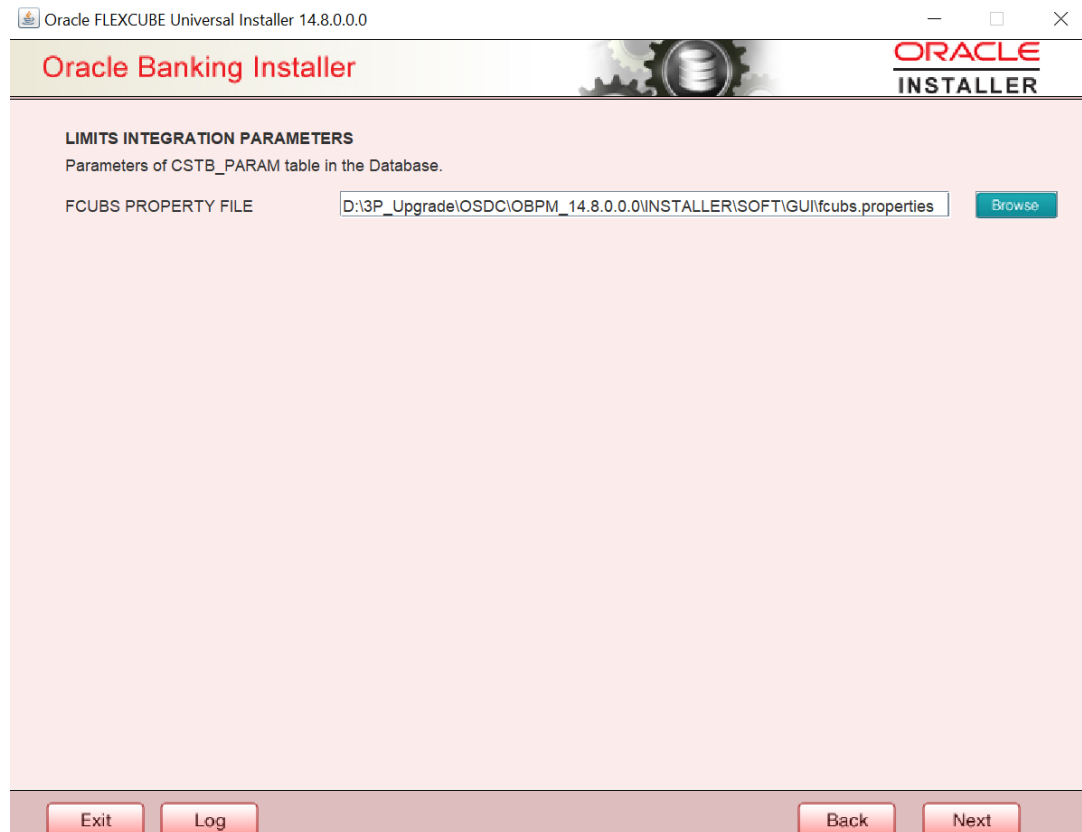 Oracle FLEXCUBE Universal Installer 14.8.0.0.0
Oracle Banking Installer
ORACLE
INSTALLER
LIMITS INTEGRATION PARAMETERS
Parameters of CSTB_PARAM table in the Database.
FCUBS PROPERTY FILE D:\3P_Upgrade\OSDC\OBPM_14.8.0.0.0\INSTALLER\SOFT\GUI\fcubs.properties Browse
Exit Log Back Next